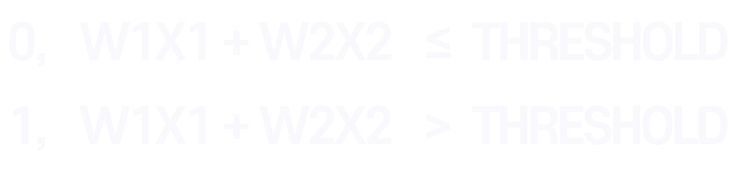 0, W1X1 + W2X2 ≤ THRESHOLD
1, W1X1 + W2X2 > THRESHOLD